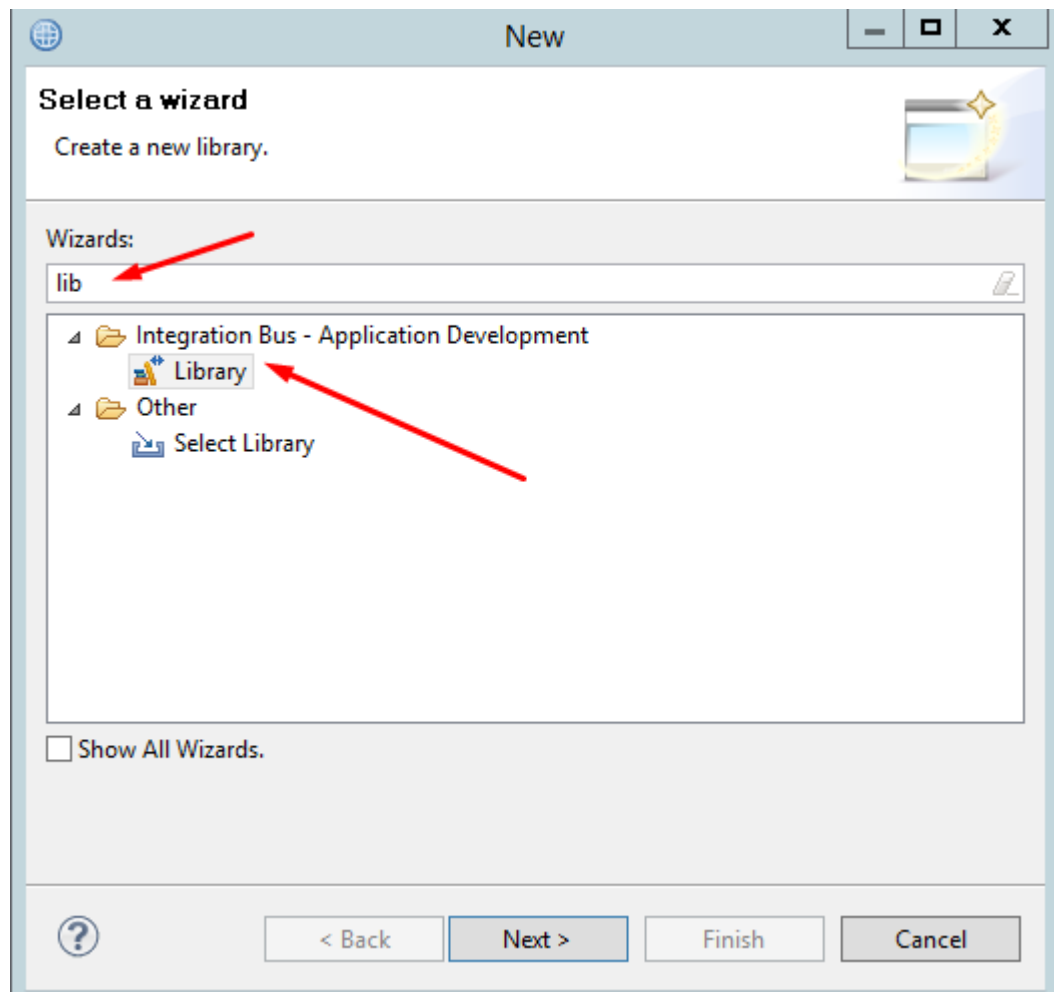 New
Select a wizard
Create a new library.
Wizards:
lib
Integration Bus - Application Development
Library
Other
Select Library
Show All Wizards.
?
< Back
Next >
Finish
Cancel